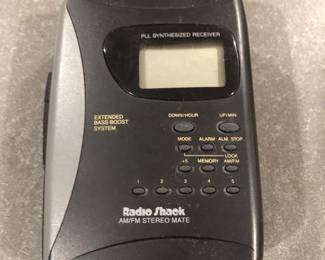 PLL SYNTHESIZED RECEIVER
EXTENDED
BASS BOOST
SYSTEM
DOWN/HOUR UP/MIN
MODE ALARM ALM. STOP
LOCK
+5 MEMORY AM/FM
1 2 3 4 5
Radio Shack
AM/FM STEREO MATE